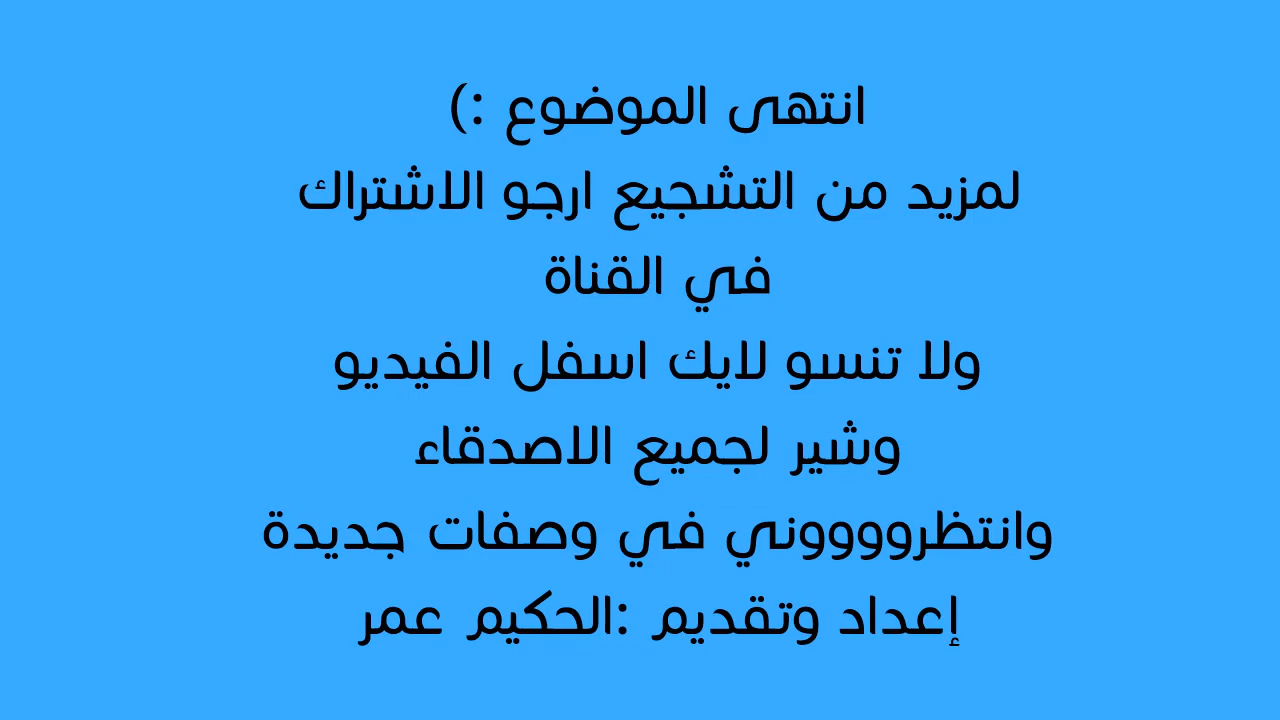 انتهى الموضوع :)
لمزيد من التشجيع ارجو الاشتراك
في القناة
ولا تنسو لايك اسفل الفيديو
وشير لجميع الاصدقاء
وانتظرووووني في وصفات جديدة
إعداد وتقديم :الحكيم عمر